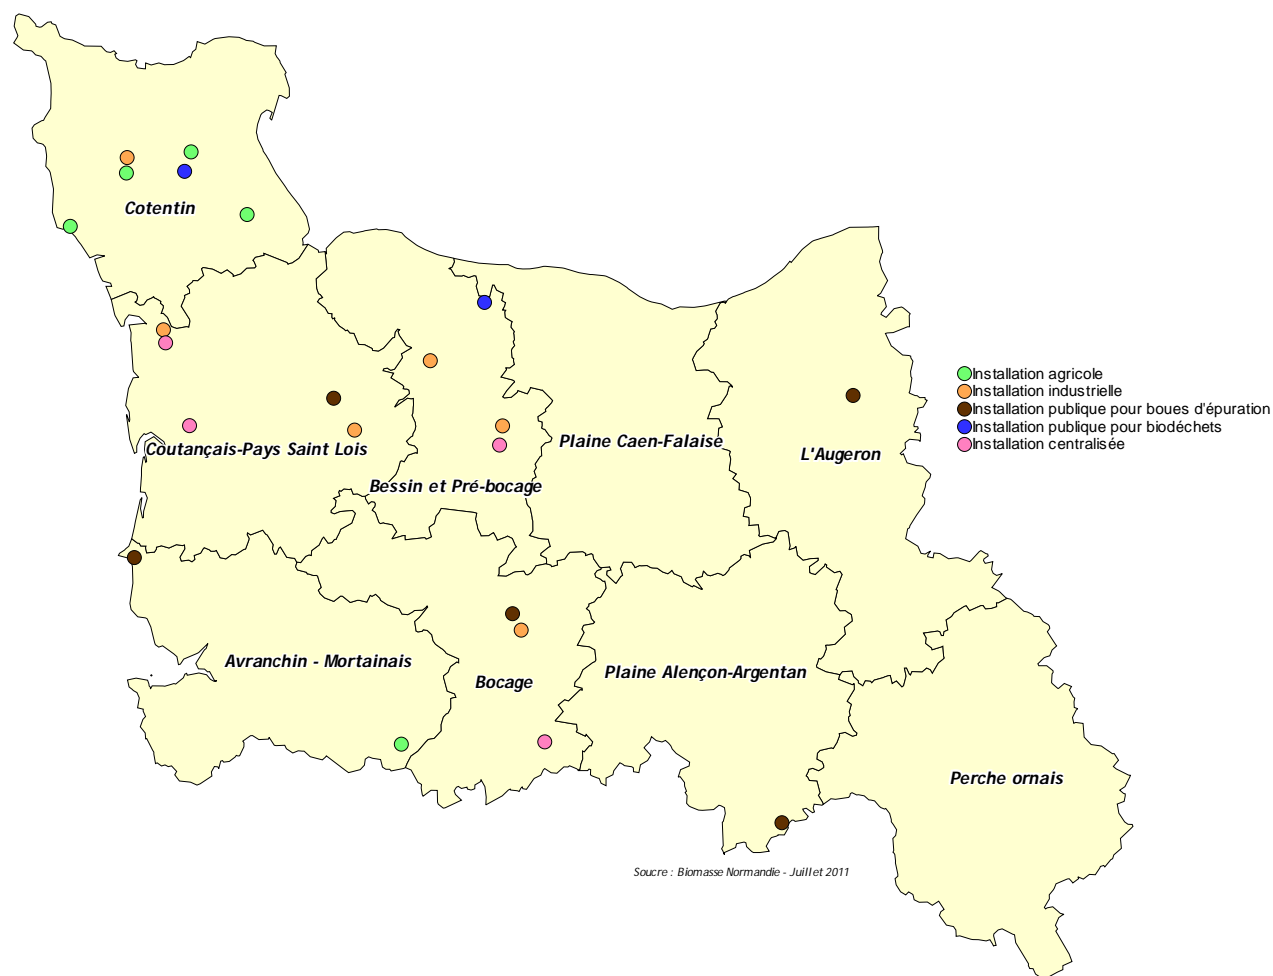 Cotentin
Installation agricole
Installation industrielle
Installation publique pour boues d'épuration
Installation publique pour biodéchets
Installation centralisée
Coutançais-Pays Saint Lois
Plaine Caen-Falaise
L'Augeron
Bessin et Pré-bocage
Avranchin - Mortainais
Bocage
Plaine Alençon-Argentan
Perche ornais
Soucre : Biomasse Normandie - Juillet 2011